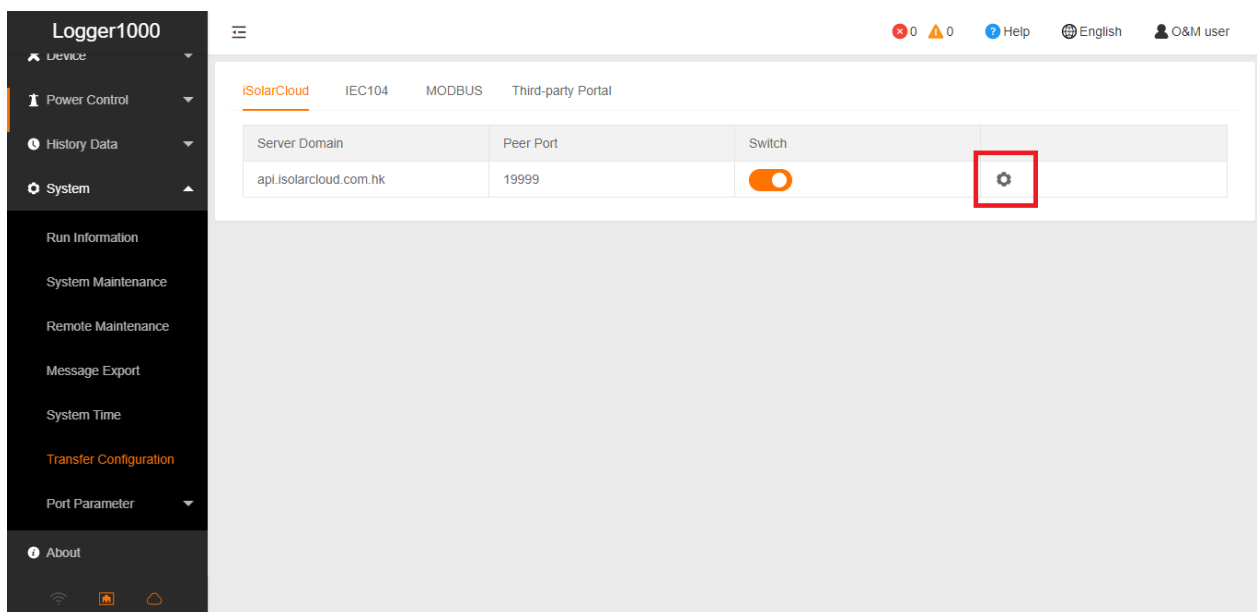 Logger1000
0 0 Help English O&M user
Device
Power Control
History Data
System
Run Information
System Maintenance
Remote Maintenance
Message Export
System Time
Transfer Configuration
Port Parameter
About
iSolarCloud IEC104 MODBUS Third-party Portal
Server Domain Peer Port Switch
api.isolarcloud.com.hk 19999